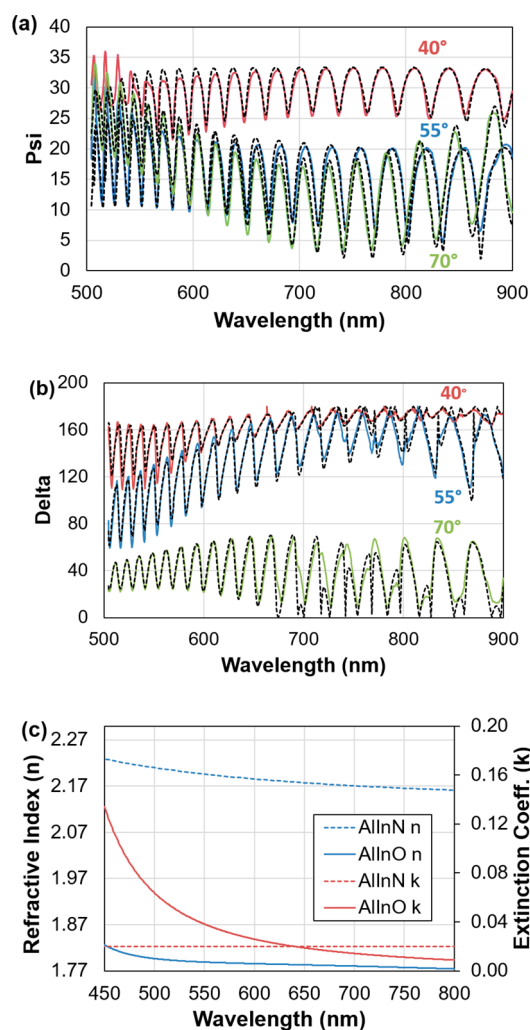 (a)
40
35
30
25
20
15
10
5
0
Psi
40°
55°
70°
500 600 700 800 900
Wavelength (nm)
(b)
200
160
120
80
40
0
Delta
40°
55°
70°
500 600 700 800 900
Wavelength (nm)
(c)
2.27
2.17
2.07
1.97
1.87
1.77
Refractive Index (n)
0.20
0.16
0.12
0.08
0.04
0.00
Extinction Coeff. (k)
AlInN n
AlInO n
AlInN k
AlInO k
450 500 550 600 650 700 750 800
Wavelength (nm)